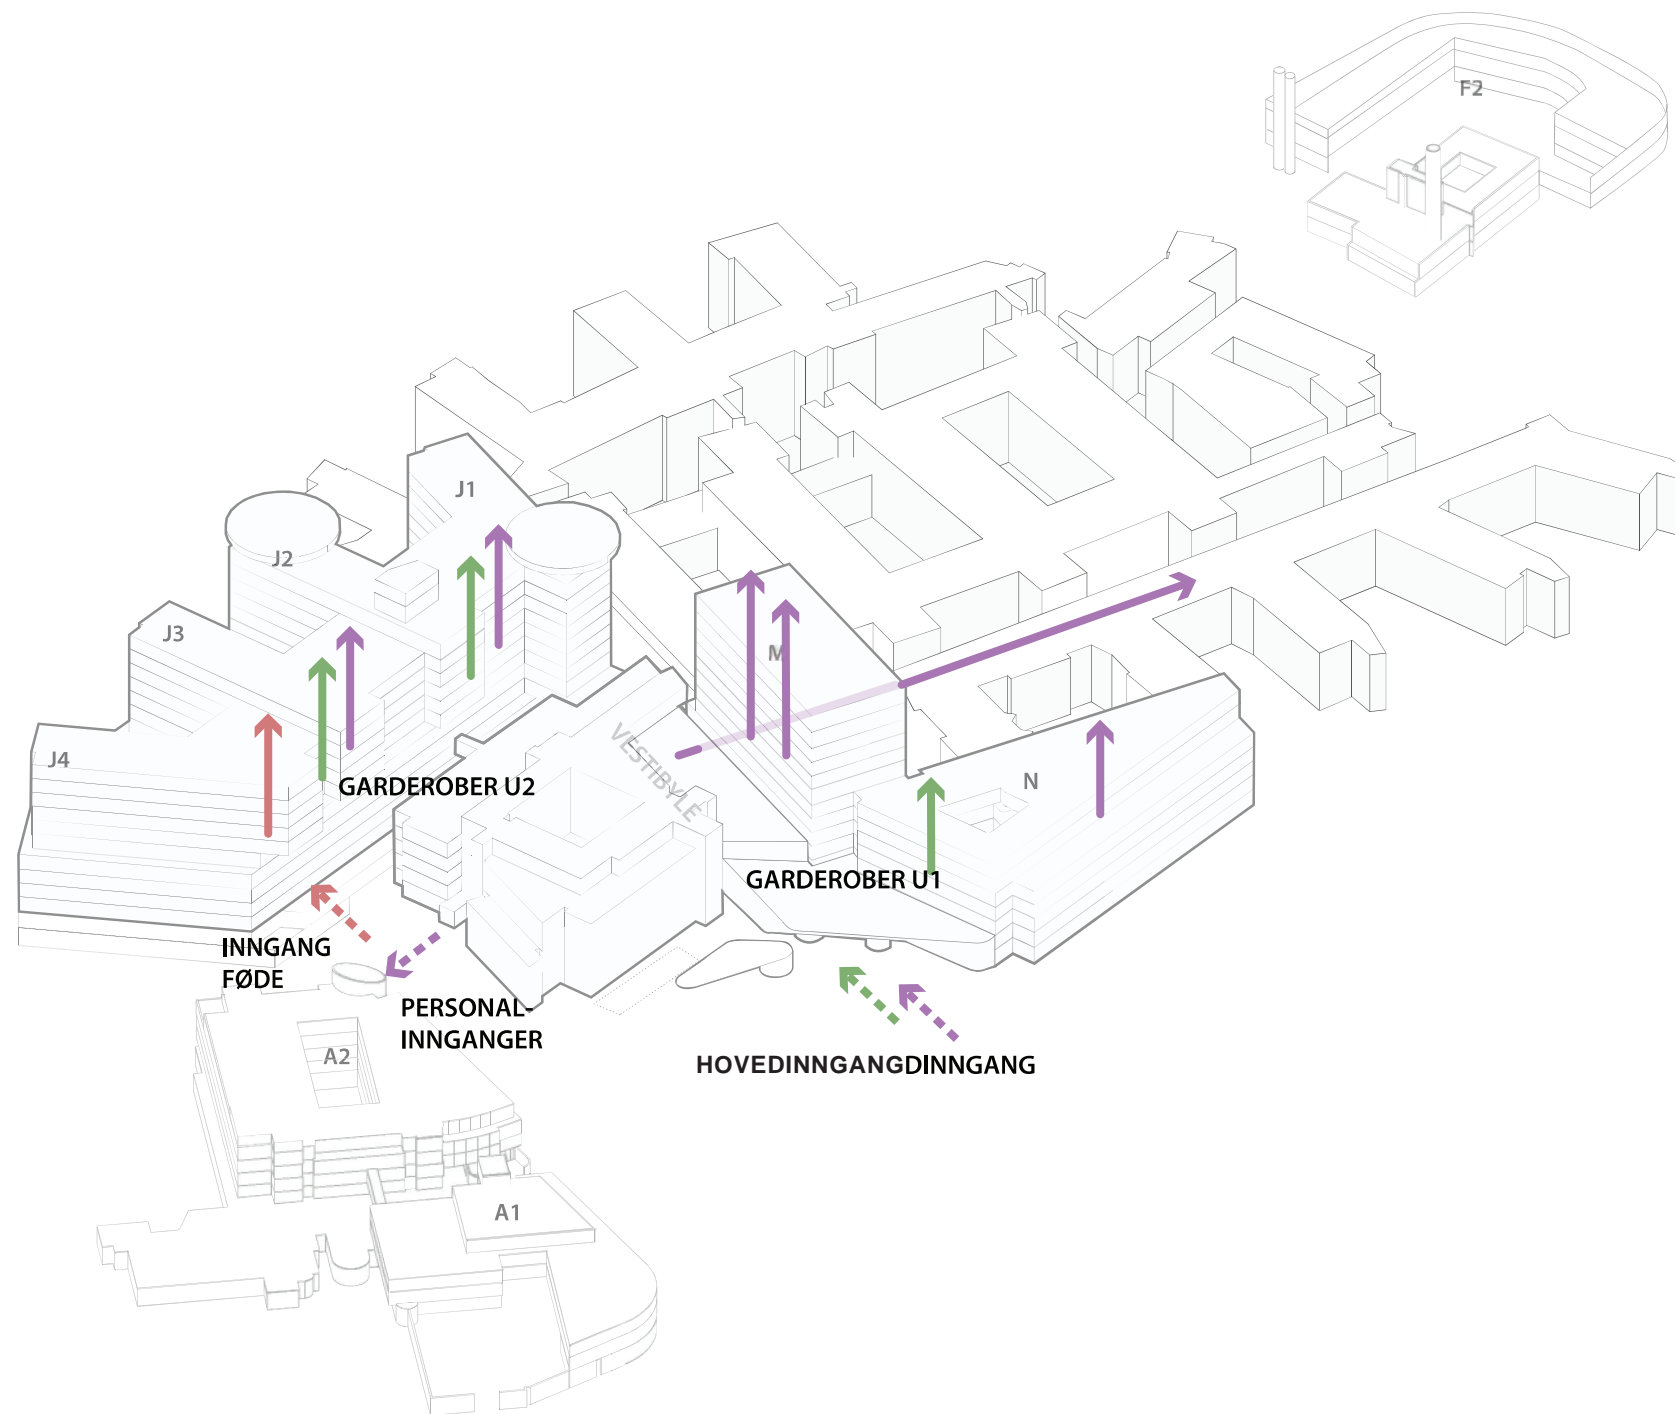 F2
J1
J2
J3
M
VESTIBYLE
J4
N
GARDEROBER U2
GARDEROBER U1
INNGANG
FØDE
PERSONAL-
INNGANGER
A2
HOVEDINNGANGDINNGANG
A1